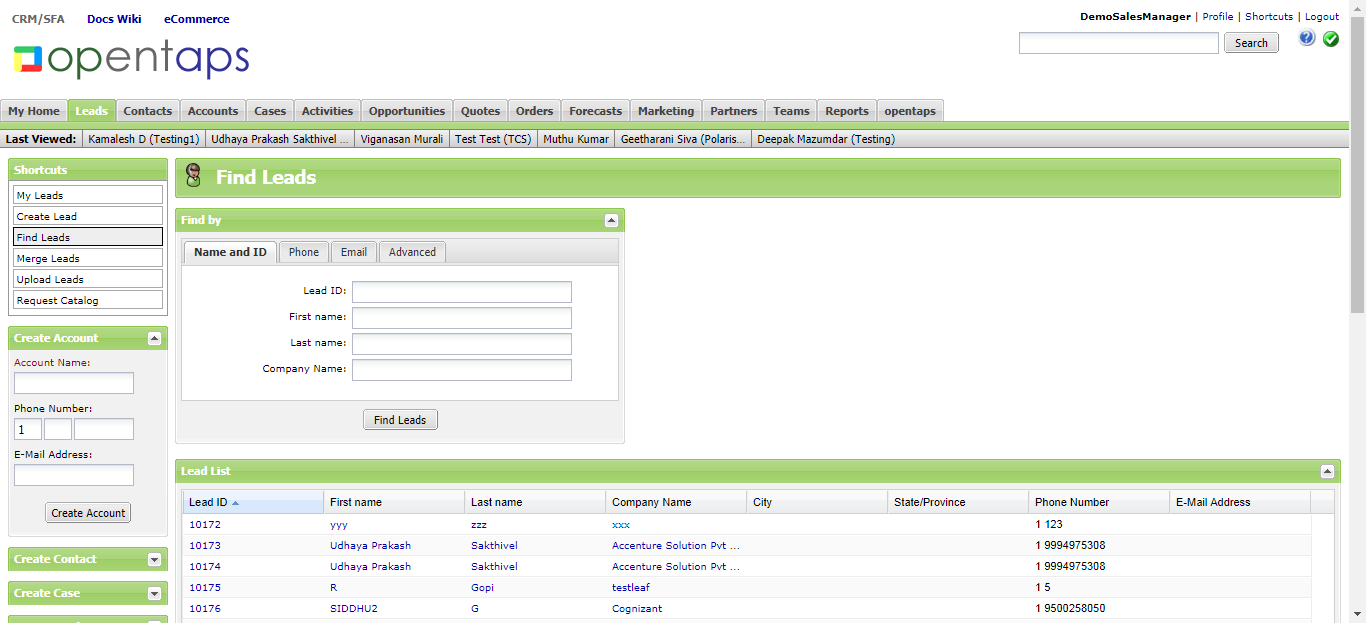 CRM/SFA Docs Wiki eCommerce
DemoSalesManager | Profile | Shortcuts | Logout
opentaps
Search
My Home Leads Contacts Accounts Cases Activities Opportunities Quotes Orders Forecasts Marketing Partners Teams Reports opentaps
Last Viewed: Kamalesh D (Testing1) Udhaya Prakash Sakthivel ... Viganasan Murali Test Test (TCS) Muthu Kumar Geetharani Siva (Polaris... Deepak Mazumdar (Testing)
Shortcuts
My Leads
Create Lead
Find Leads
Merge Leads
Upload Leads
Request Catalog
Create Account
Account Name:
Phone Number:
1
E-Mail Address:
Create Account
Create Contact
Create Case
Find Leads
Find by
Name and ID Phone Email Advanced
Lead ID:
First name:
Last name:
Company Name:
Find Leads
Lead List
Lead ID First name Last name Company Name City State/Province Phone Number E-Mail Address
10172 yyy zzz xxx 1 123
10173 Udhaya Prakash Sakthivel Accenture Solution Pvt ... 1 9994975308
10174 Udhaya Prakash Sakthivel Accenture Solution Pvt ... 1 9994975308
10175 R Gopi testleaf 1 5
10176 SIDDHU2 G Cognizant 1 9500258050